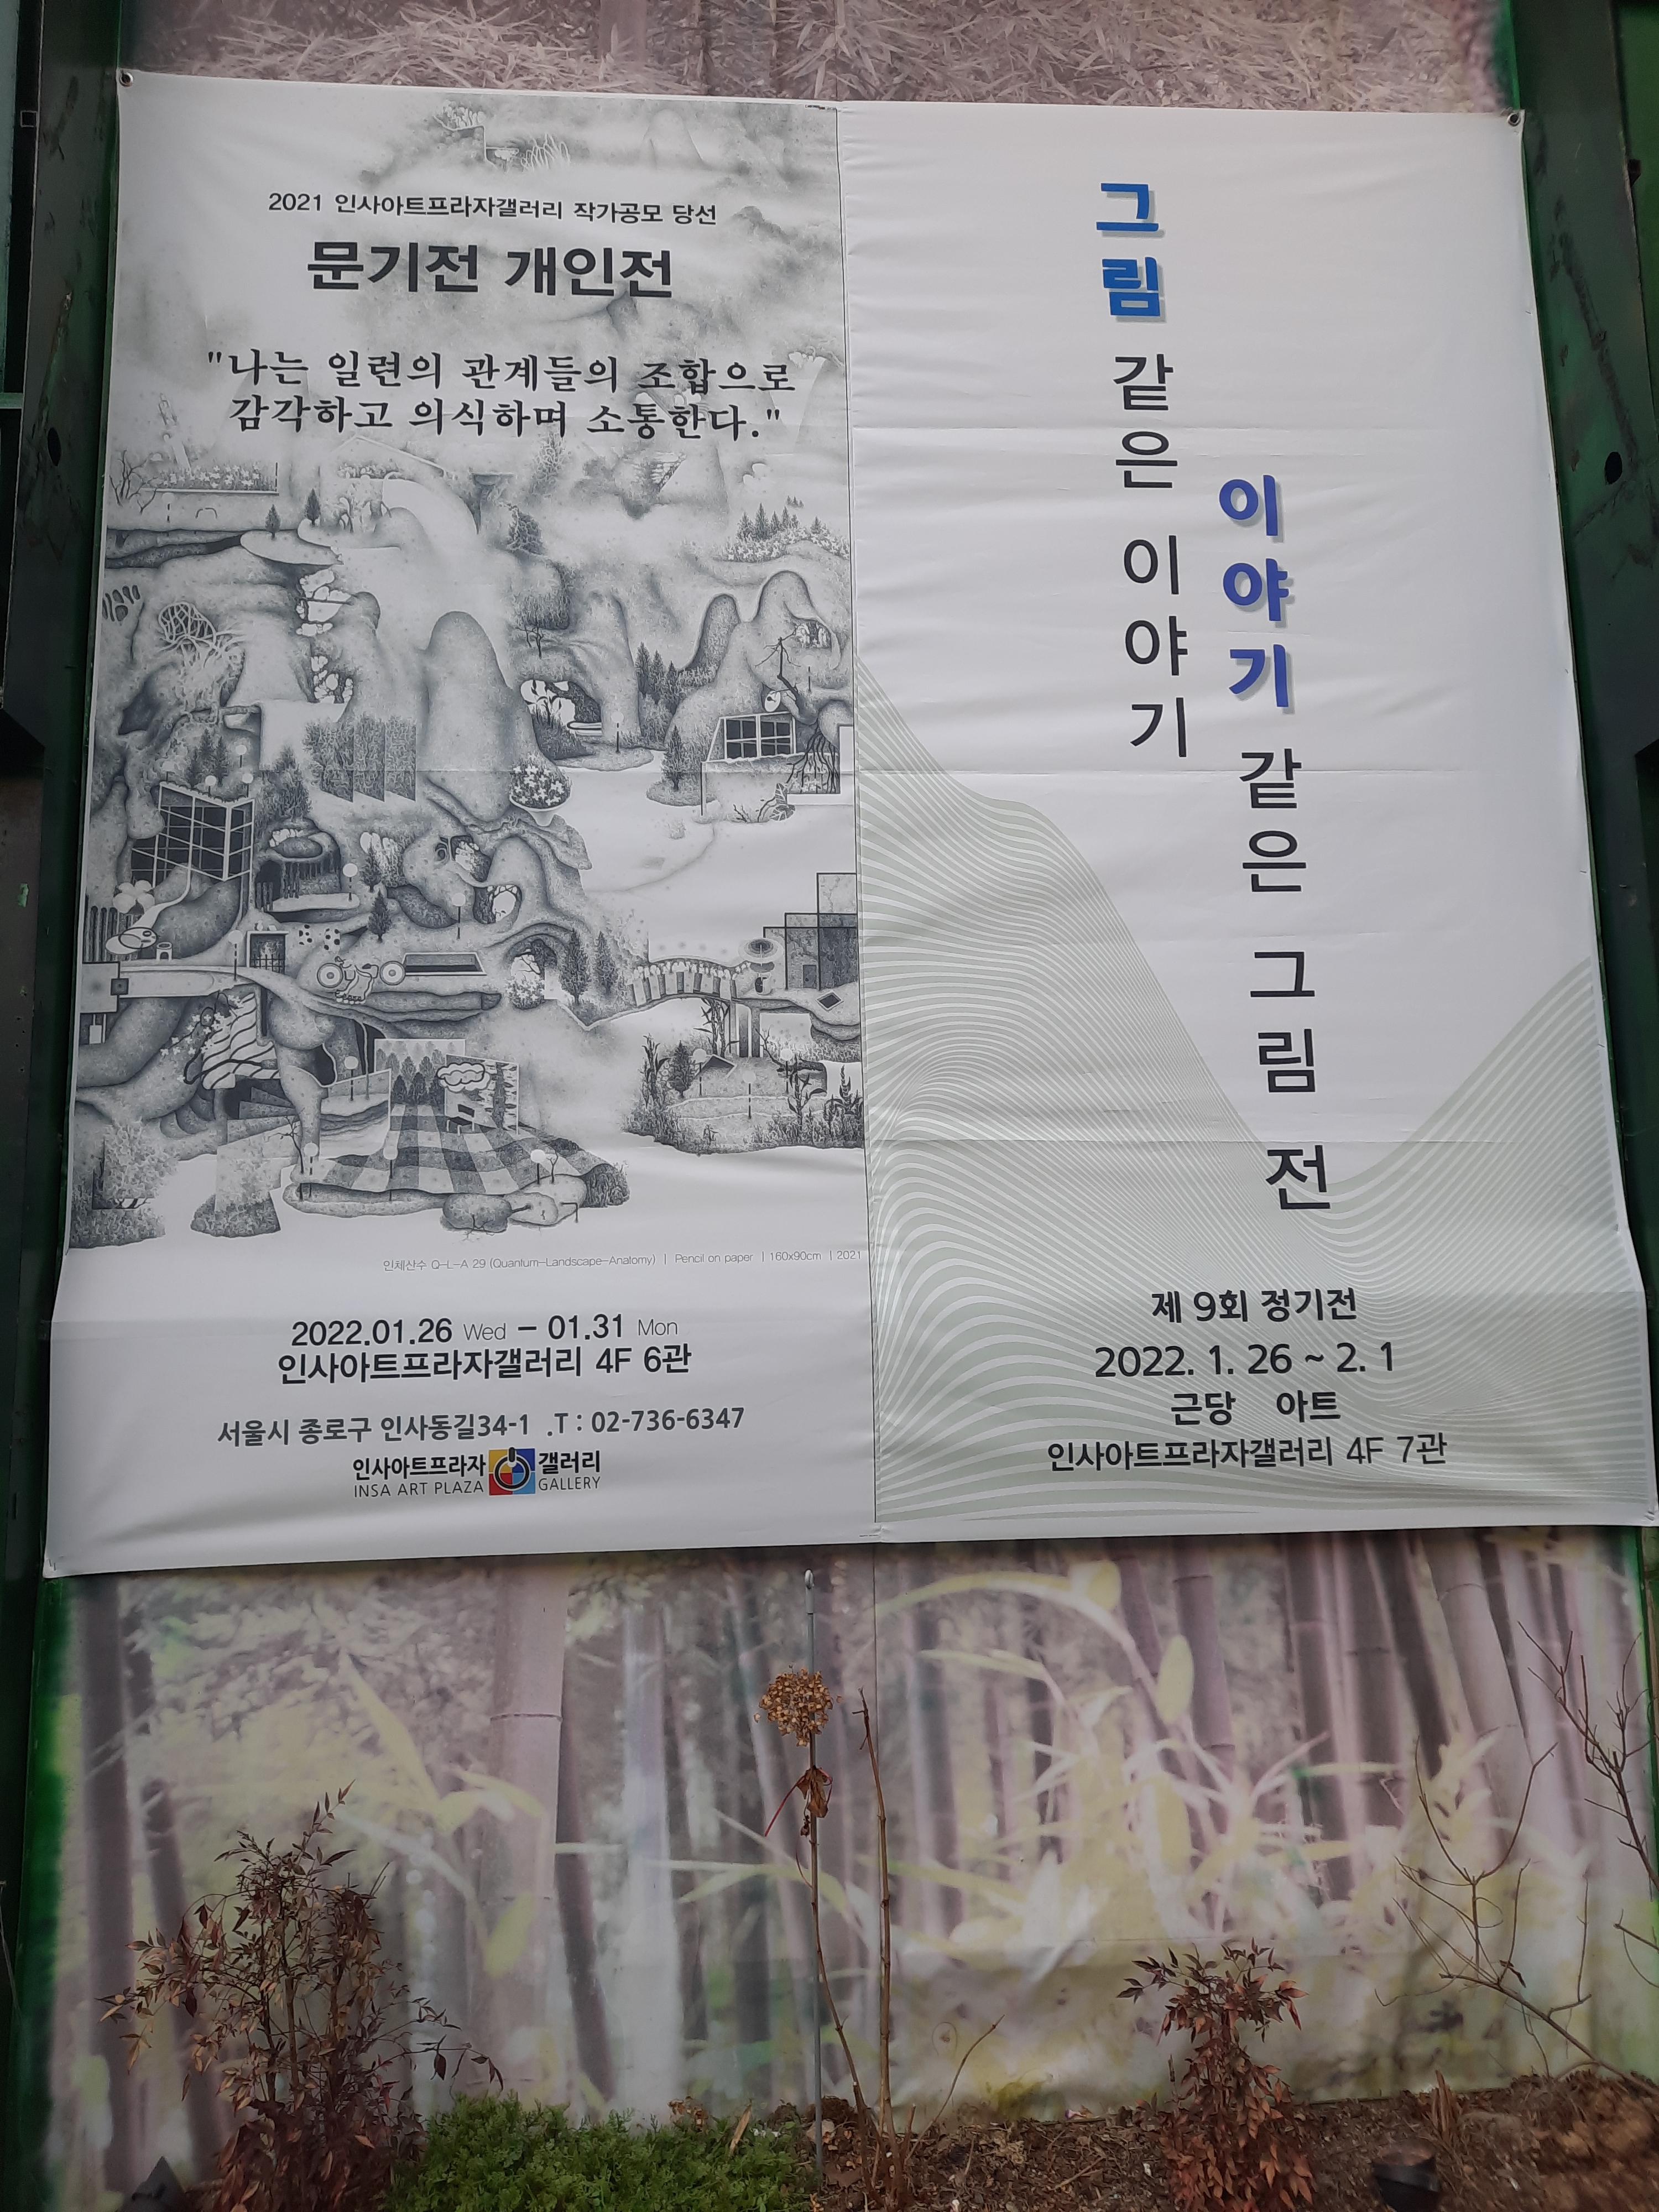 2021 인사아트프라자갤러리 작가공모 당선
문기전 개인전
"나는 일련의 관계들의 조합으로
감각하고 의식하며 소통한다."
인체산수 Q-L-A 29 (Quantum-Landscape-Anatomy) | Pencil on paper | 160x90cm | 2021
2022.01.26 Wed - 01.31 Mon
인사아트프라자갤러리 4F 6관
서울시 종로구 인사동길34-1 .T : 02-736-6347
인사아트프라자 갤러리
INSA ART PLAZA GALLERY
그림 같은 이야기
이야기 같은 그림 전
제 9회 정기전
2022. 1. 26 ~ 2. 1
근당 아트
인사아트프라자갤러리 4F 7관